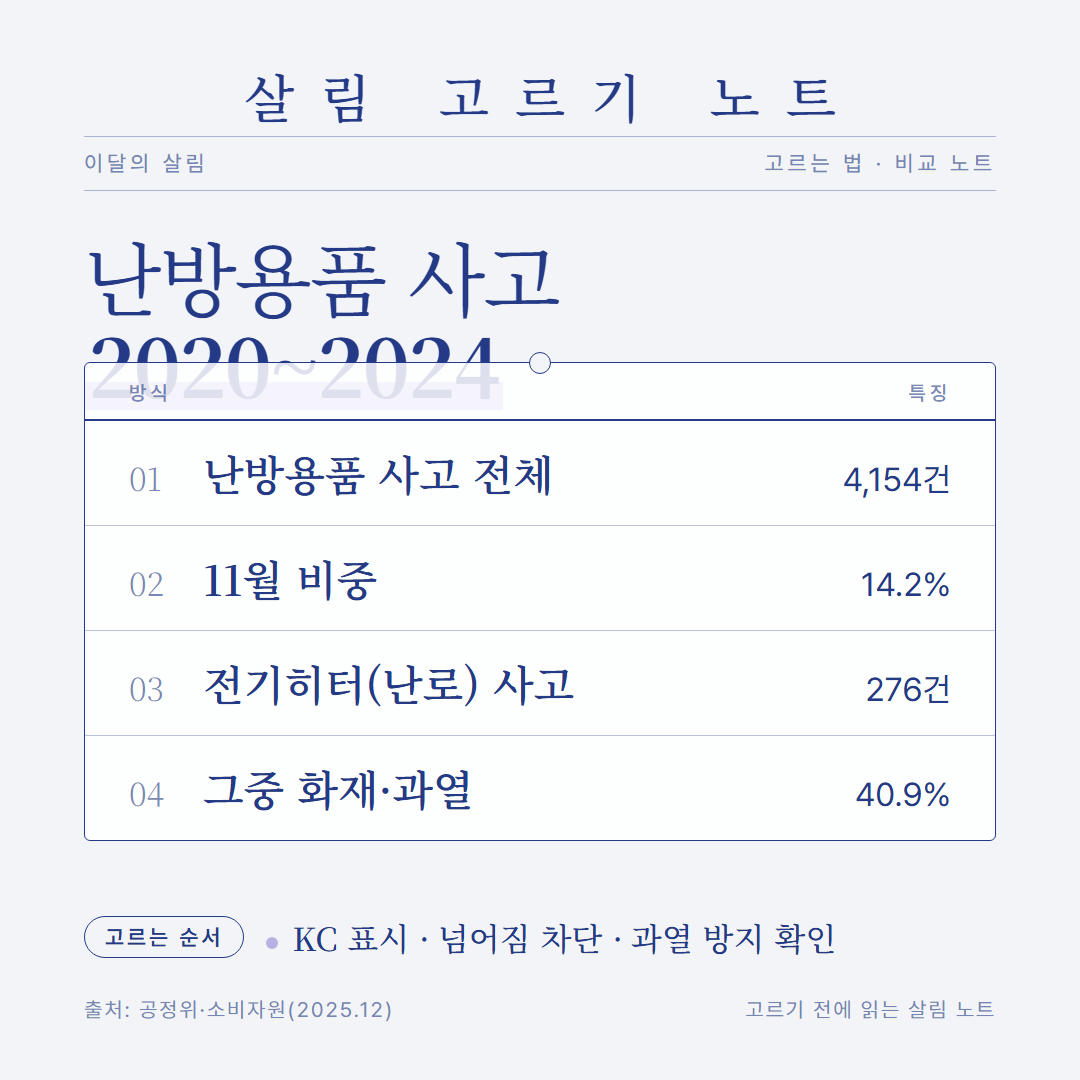 살림 고르기 노트
이달의 살림
고르는 법 · 비교 노트
난방용품 사고
2020~2024
방식
특징
01 난방용품 사고 전체 4,154건
02 11월 비중 14.2%
03 전기히터(난로) 사고 276건
04 그중 화재·과열 40.9%
고르는 순서
KC 표시 · 넘어짐 차단 · 과열 방지 확인
출처: 공정위·소비자원(2025.12)
고르기 전에 읽는 살림 노트